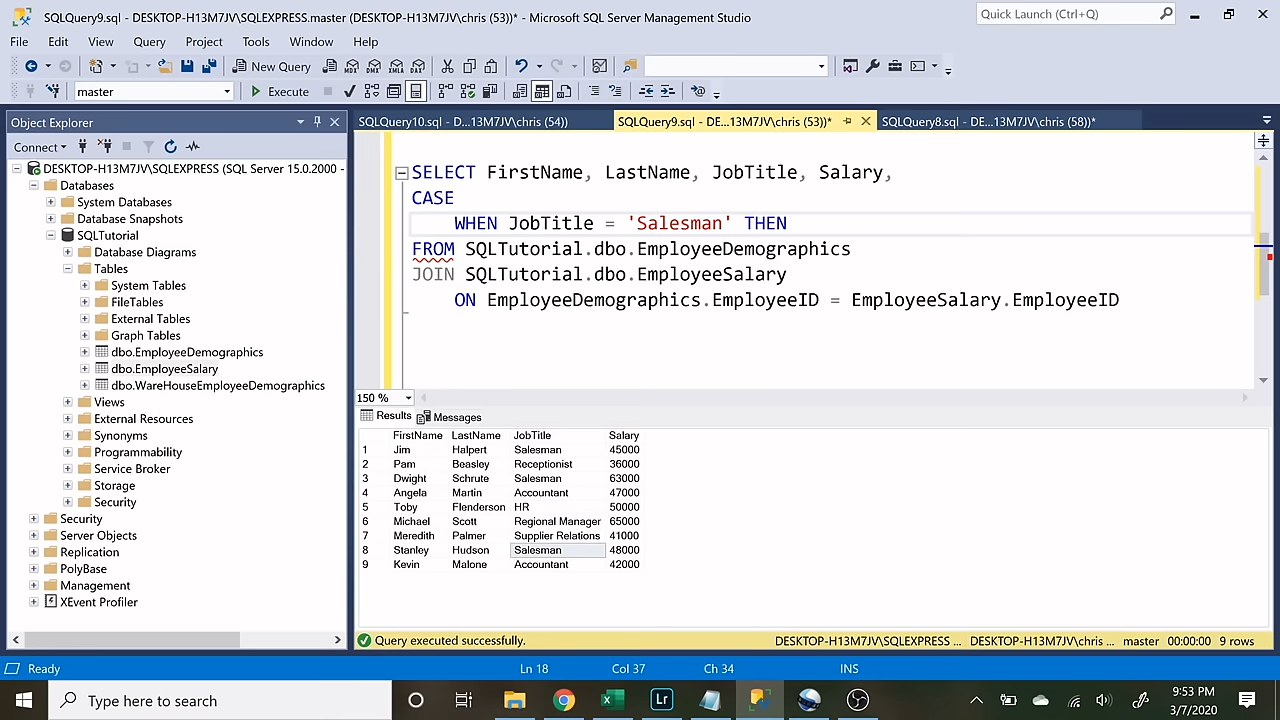 SQLQuery9.sql - DESKTOP-H13M7JV\SQLEXPRESS.master (DESKTOP-H13M7JV\chris (53))* - Microsoft SQL Server Management Studio
Quick Launch (Ctrl+Q)
File Edit View Query Project Tools Window Help
New Query
master
Execute
Object Explorer
SQLQuery10.sql - D...13M7JV\chris (54))
SQLQuery9.sql - DE...13M7JV\chris (53))*
SQLQuery8.sql - DE...13M7JV\chris (58))*
Connect
DESKTOP-H13M7JV\SQLEXPRESS (SQL Server 15.0.2000 -
Databases
System Databases
Database Snapshots
SQLTutorial
Database Diagrams
Tables
System Tables
FileTables
External Tables
Graph Tables
dbo.EmployeeDemographics
dbo.EmployeeSalary
dbo.WareHouseEmployeeDemographics
Views
External Resources
Synonyms
Programmability
Service Broker
Storage
Security
Security
Server Objects
Replication
PolyBase
Management
XEvent Profiler
SELECT FirstName, LastName, JobTitle, Salary,
CASE
WHEN JobTitle = 'Salesman' THEN
FROM SQLTutorial.dbo.EmployeeDemographics
JOIN SQLTutorial.dbo.EmployeeSalary
ON EmployeeDemographics.EmployeeID = EmployeeSalary.EmployeeID
150 %
Results Messages
FirstName LastName JobTitle Salary
1 Jim Halpert Salesman 45000
2 Pam Beasley Receptionist 36000
3 Dwight Schrute Salesman 63000
4 Angela Martin Accountant 47000
5 Toby Flenderson HR 50000
6 Michael Scott Regional Manager 65000
7 Meredith Palmer Supplier Relations 41000
8 Stanley Hudson Salesman 48000
9 Kevin Malone Accountant 42000
Query executed successfully.
DESKTOP-H13M7JV\SQLEXPRESS ... DESKTOP-H13M7JV\chris ... master 00:00:00 9 rows
Ready Ln 18 Col 37 Ch 34 INS
Type here to search
Lr
9:53 PM
3/7/2020